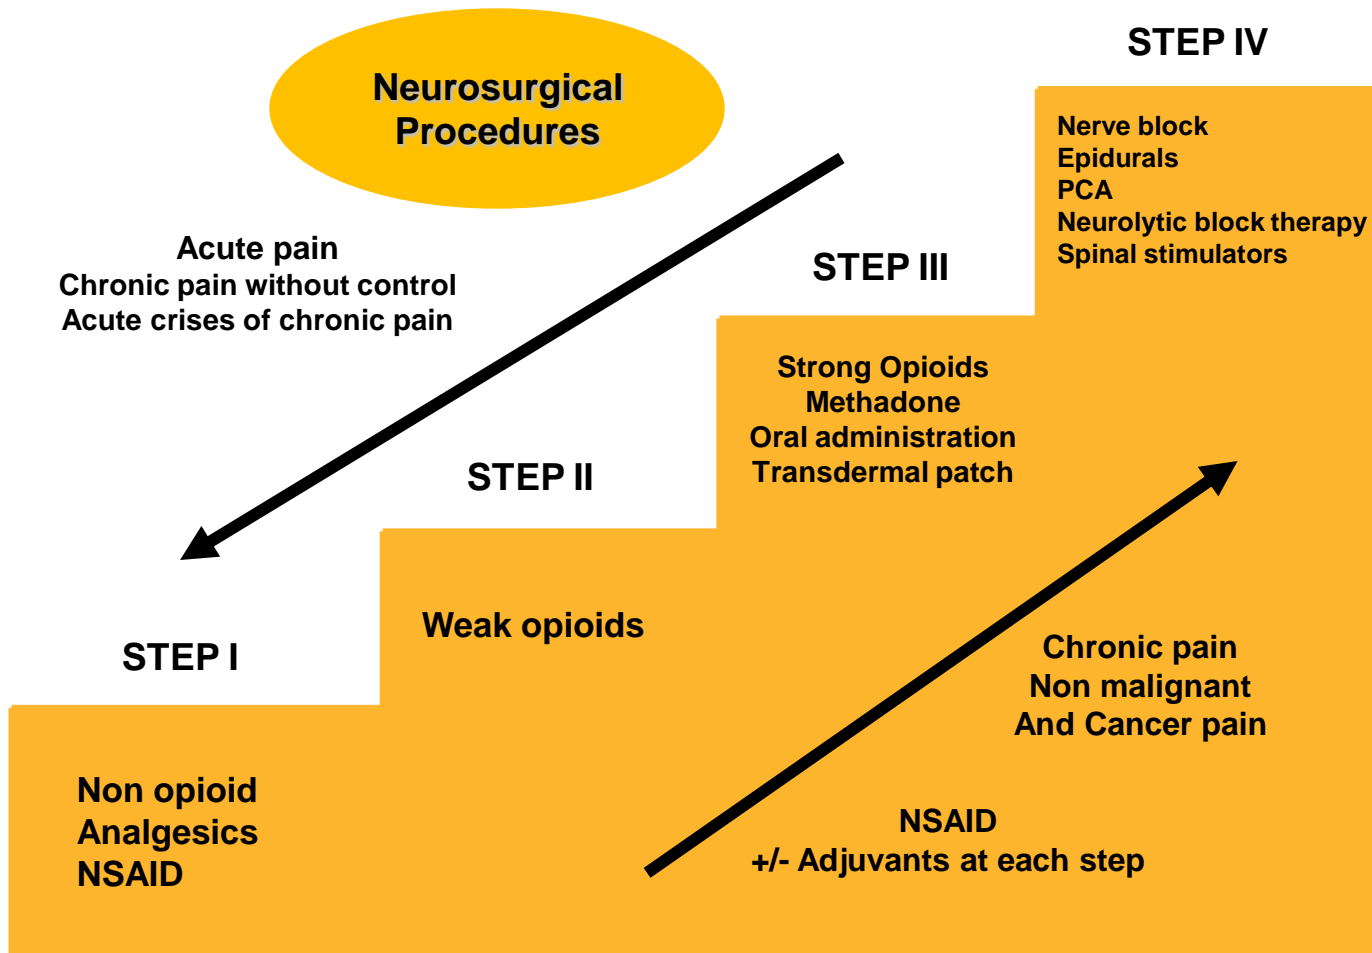 STEP IV
Neurosurgical
Procedures
Nerve block
Epidurals
PCA
Neurolytic block therapy
Spinal stimulators
Acute pain
Chronic pain without control
Acute crises of chronic pain
STEP III
Strong Opioids
Methadone
Oral administration
Transdermal patch
STEP II
Weak opioids
STEP I
Chronic pain
Non malignant
And Cancer pain
Non opioid
Analgesics
NSAID
NSAID
+/- Adjuvants at each step